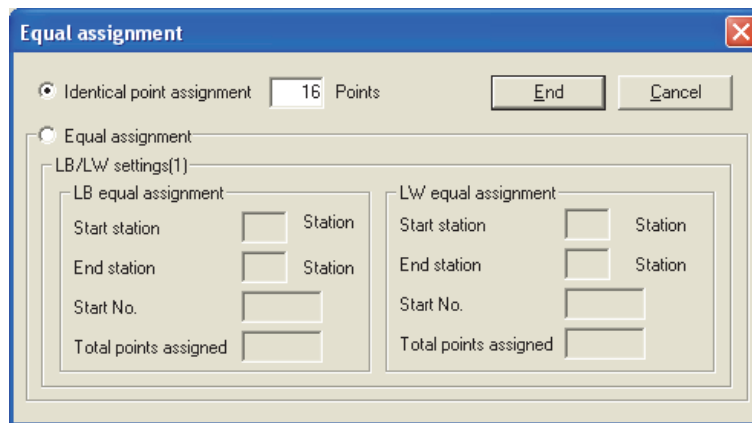 Equal assignment
Identical point assignment 16 Points End Cancel
Equal assignment
LB/LW settings(1)
LB equal assignment
Start station Station
End station Station
Start No.
Total points assigned
LW equal assignment
Start station Station
End station Station
Start No.
Total points assigned